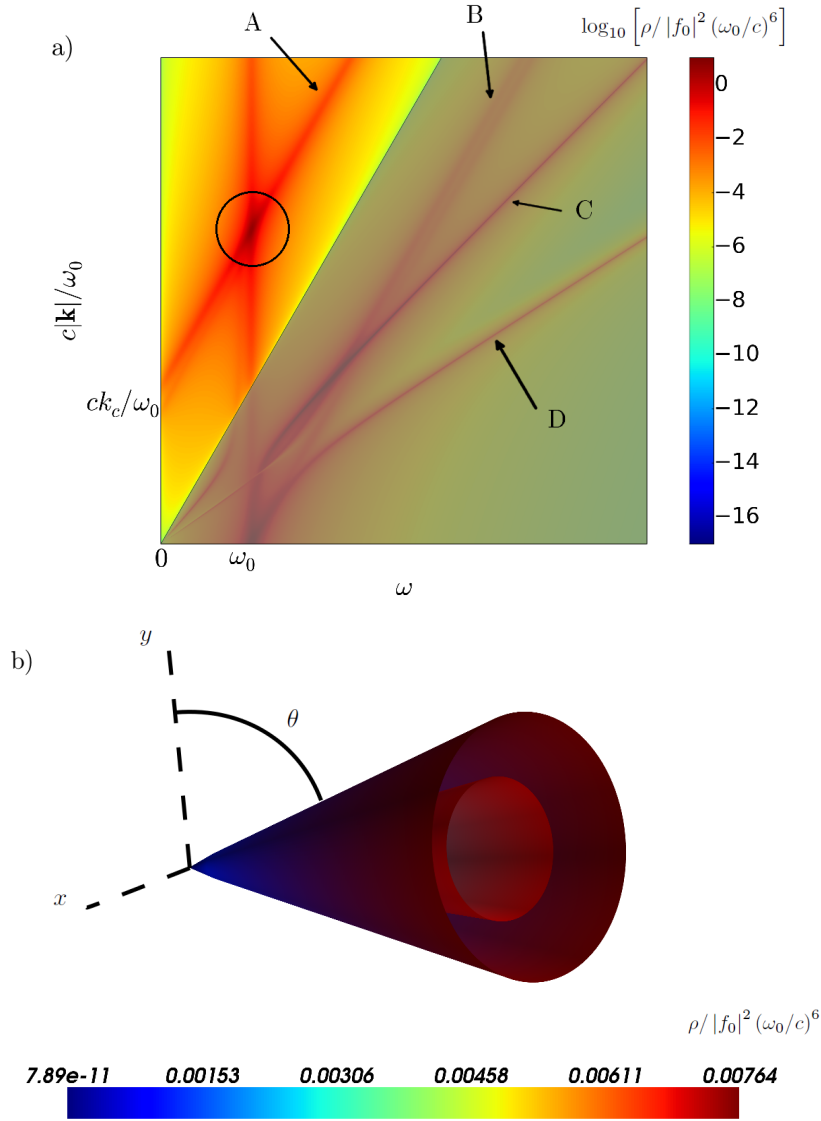 a)
log₁₀ [ρ/|f₀|² (ω₀/c)⁶]
A
B
C
D
0
−2
−4
−6
−8
−10
−12
−14
−16
c|k|/ω₀
ck_c/ω₀
0
ω₀
ω
b)
y
θ
x
ρ/|f₀|² (ω₀/c)⁶
7.89e-11 0.00153 0.00306 0.00458 0.00611 0.00764